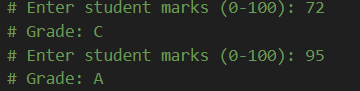 # Enter student marks (0-100): 72
# Grade: C
# Enter student marks (0-100): 95
# Grade: A